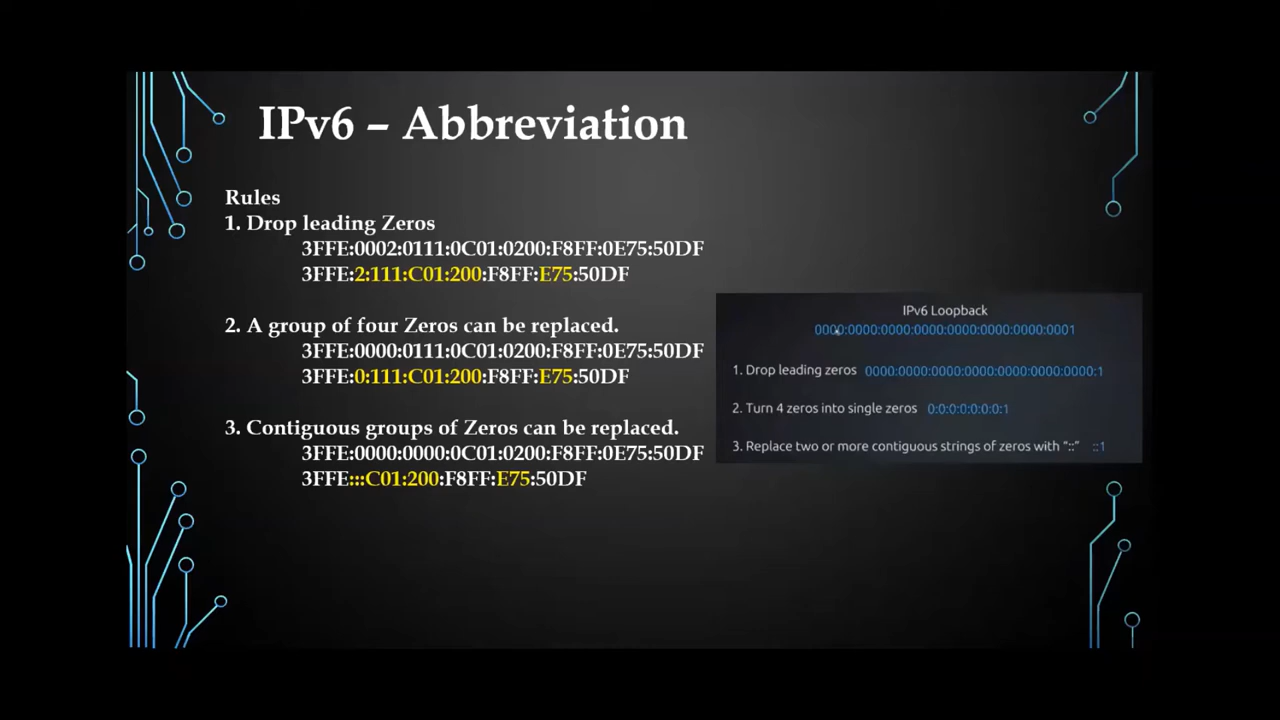 IPv6 – Abbreviation
Rules
1. Drop leading Zeros
3FFE:0002:0111:0C01:0200:F8FF:0E75:50DF
3FFE:2:111:C01:200:F8FF:E75:50DF
2. A group of four Zeros can be replaced.
3FFE:0000:0111:0C01:0200:F8FF:0E75:50DF
3FFE:0:111:C01:200:F8FF:E75:50DF
3. Contiguous groups of Zeros can be replaced.
3FFE:0000:0000:0C01:0200:F8FF:0E75:50DF
3FFE:::C01:200:F8FF:E75:50DF
IPv6 Loopback
0000:0000:0000:0000:0000:0000:0000:0001
1. Drop leading zeros 0000:0000:0000:0000:0000:0000:0000:1
2. Turn 4 zeros into single zeros 0:0:0:0:0:0:0:1
3. Replace two or more contiguous strings of zeros with “::” ::1